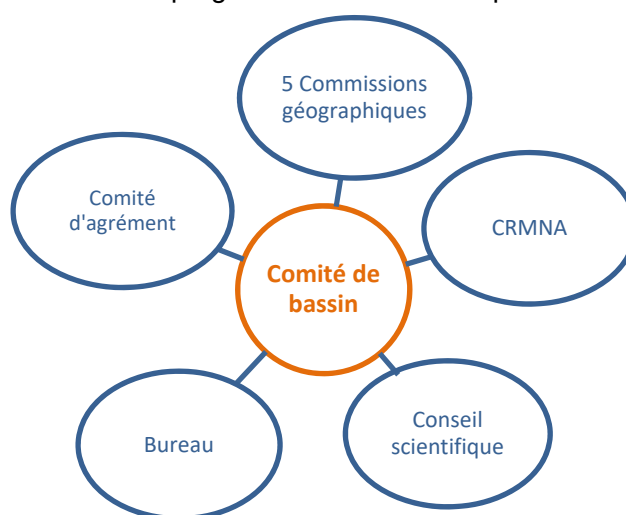 5 Commissions
géographiques
Comité
d'agrément
CRMNA
Comité de
bassin
Bureau
Conseil
scientifique